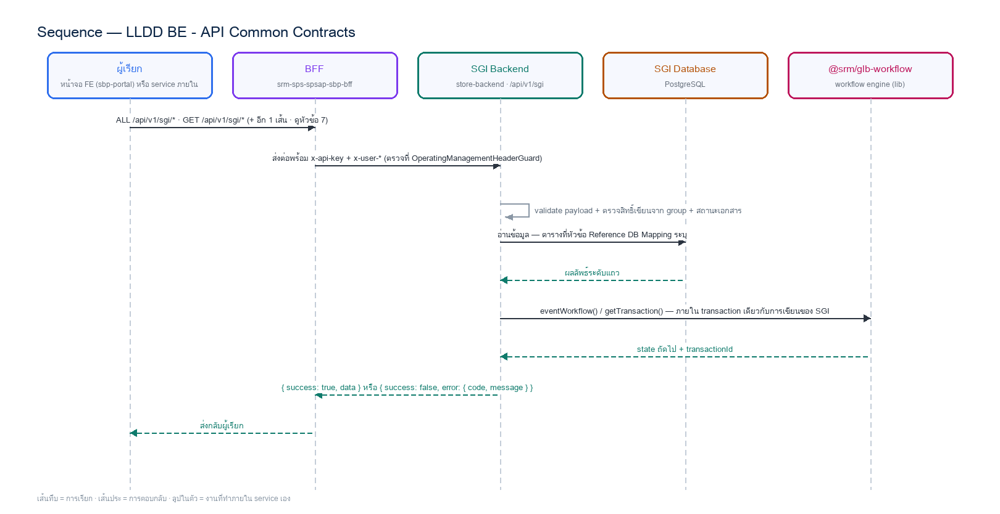 Sequence — LLDD BE - API Common Contracts
ผู้เรียก
หน้าจอ FE (sbp-portal) หรือ service ภายใน
BFF
srm-sps-spsap-sbp-bff
SGI Backend
store-backend · /api/v1/sgi
SGI Database
PostgreSQL
@srm/glb-workflow
workflow engine (lib)
ALL /api/v1/sgi/* · GET /api/v1/sgi/* (+ อีก 1 เส้น · ดูหัวข้อ 7)
ส่งต่อพร้อม x-api-key + x-user-* (ตรวจที่ OperatingManagementHeaderGuard)
validate payload + ตรวจสิทธิ์เขียนจาก group + สถานะเอกสาร
อ่านข้อมูล — ตารางที่หัวข้อ Reference DB Mapping ระบุ
ผลลัพธ์ระดับแถว
eventWorkflow() / getTransaction() — ภายใน transaction เดียวกับการเขียนของ SGI
state ถัดไป + transactionId
{ success: true, data } หรือ { success: false, error: { code, message } }
ส่งกลับผู้เรียก
เส้นทึบ = การเรียก · เส้นประ = การตอบกลับ · ลูปในตัว = งานที่ทำภายใน service เอง